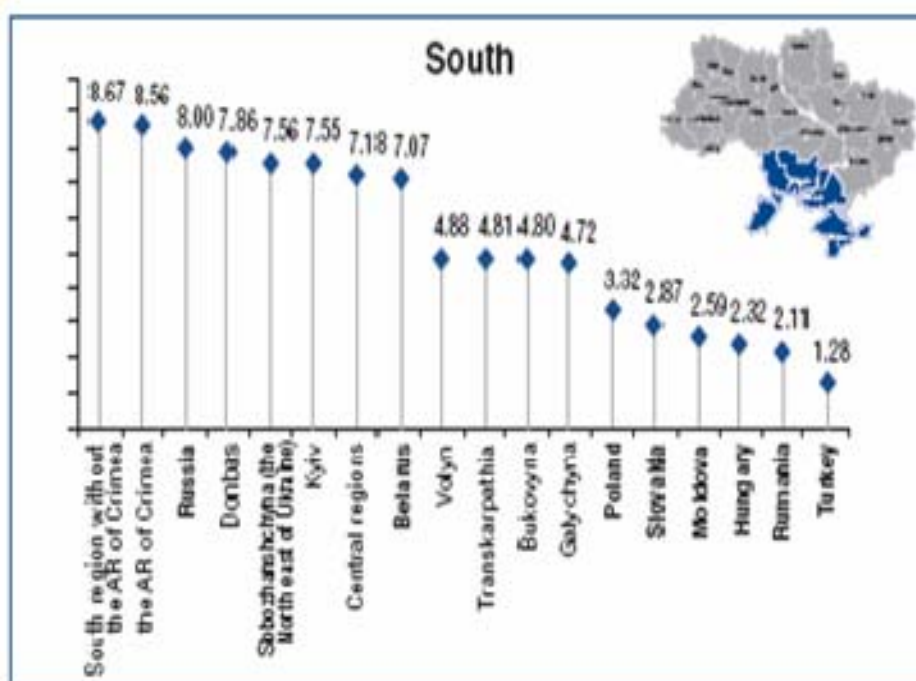 South
8.67
8.56
8.00
7.86
7.56
7.55
7.18
7.07
4.88
4.81
4.80
4.72
3.32
2.87
2.59
2.32
2.11
1.28
South region without
the AR of Crimea
the AR of Crimea
Russia
Donbas
Slobozhanshchyna (the
North east of Ukraine)
Kyiv
Central regions
Belarus
Volyn
Transkarpathia
Bukovyna
Galychyna
Poland
Slovakia
Moldova
Hungary
Rumania
Turkey